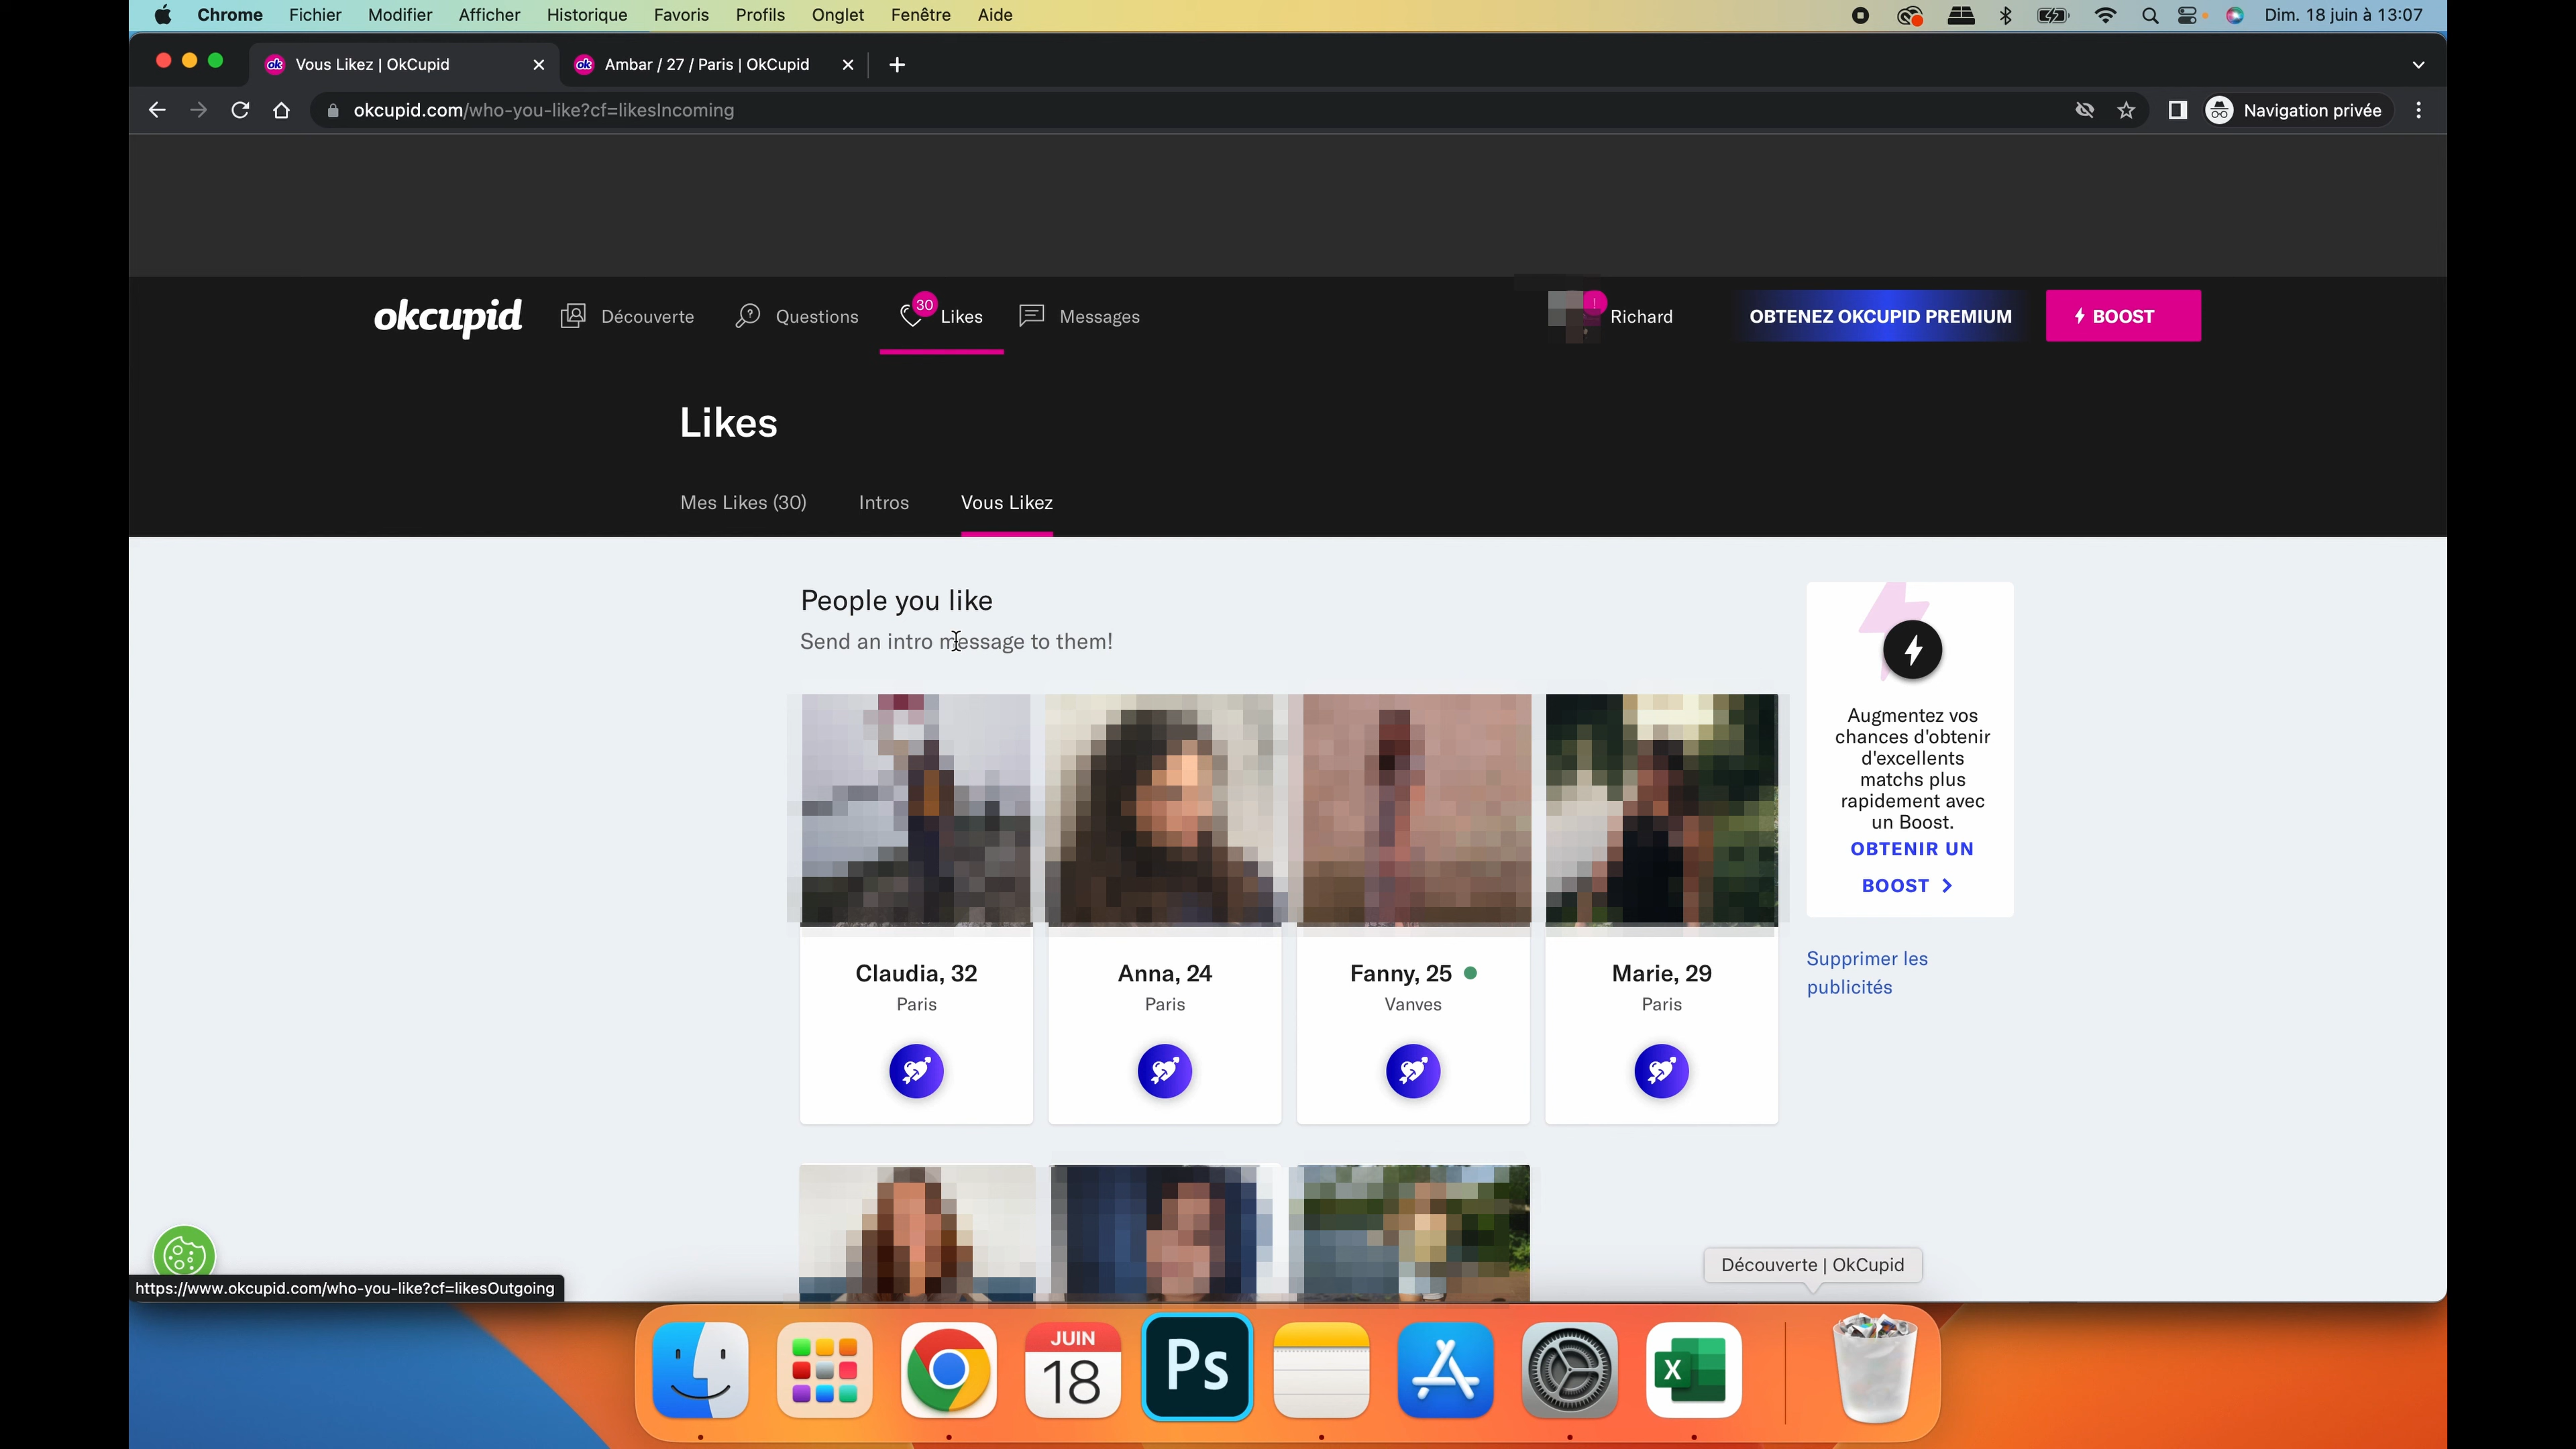 Chrome Fichier Modifier Afficher Historique Favoris Profils Onglet Fenêtre Aide Dim. 18 juin à 13:07
ok Vous Likez | OkCupid ok Ambar / 27 / Paris | OkCupid
okcupid.com/who-you-like?cf=likesIncoming Navigation privée
okcupid Découverte Questions 30 Likes Messages ! Richard OBTENEZ OKCUPID PREMIUM BOOST
Likes
Mes Likes (30) Intros Vous Likez
People you like
Send an intro message to them!
Claudia, 32
Paris
Anna, 24
Paris
Fanny, 25
Vanves
Marie, 29
Paris
Augmentez vos
chances d'obtenir
d'excellents
matchs plus
rapidement avec
un Boost.
OBTENIR UN
BOOST
Supprimer les
publicités
Découverte | OkCupid
https://www.okcupid.com/who-you-like?cf=likesOutgoing
JUIN
18
Ps
X